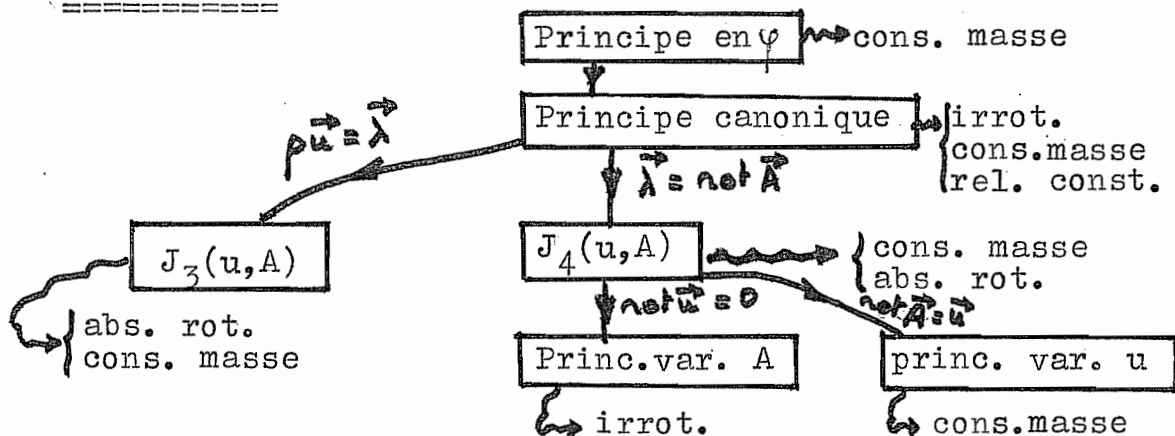 Principe en φ → cons. masse
Principe canonique
irrot.
cons.masse
rel. const.
ρu⃗ = λ⃗
λ⃗ = rot A⃗
J₃(u,A)
J₄(u,A)
cons. masse
abs. rot.
rot u⃗ = 0
rot A⃗ = u⃗
abs. rot.
cons. masse
Princ.var. A
princ. var. u
irrot.
cons.masse